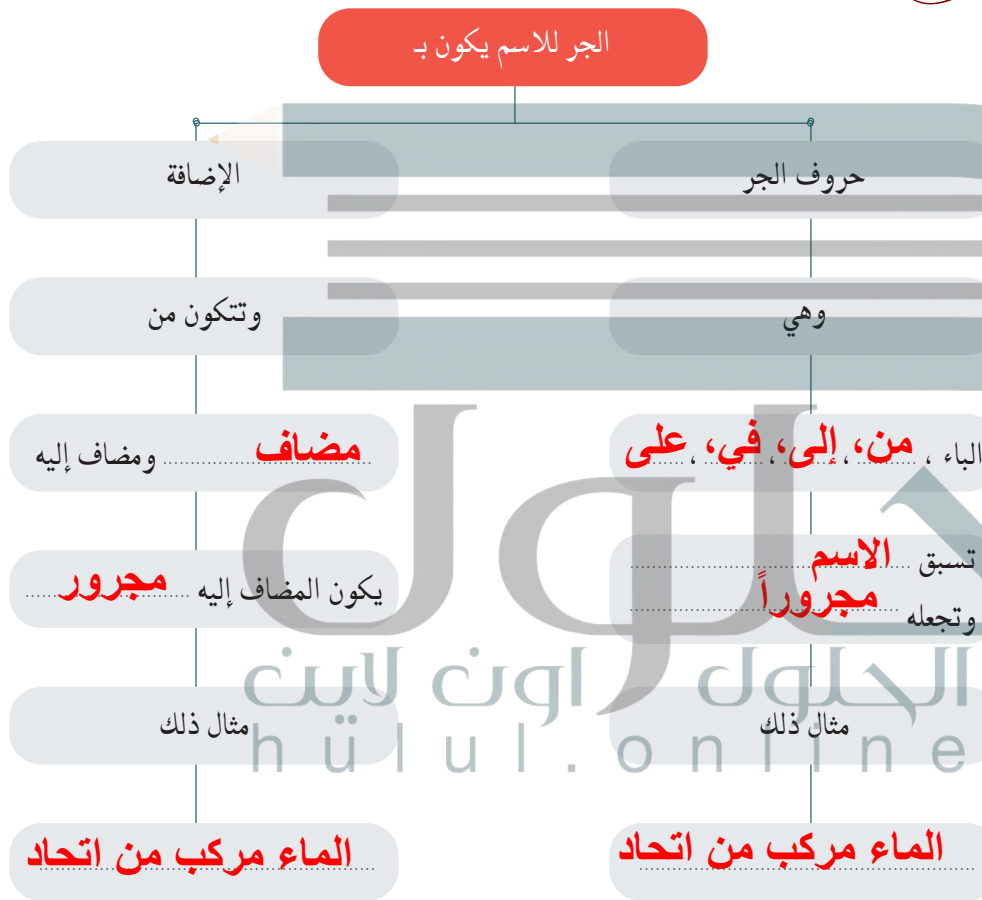 الجر للاسم يكون بـ
حروف الجر
الإضافة
وهي
وتتكون من
الباء ، من، إلى، في، على
مضاف ومضاف إليه
تسبق الاسم
وتجعله مجروراً
يكون المضاف إليه مجرور
حلول
الحلول اون لاين
مثال ذلك
مثال ذلك
hulul.online
الماء مركب من اتحاد
الماء مركب من اتحاد